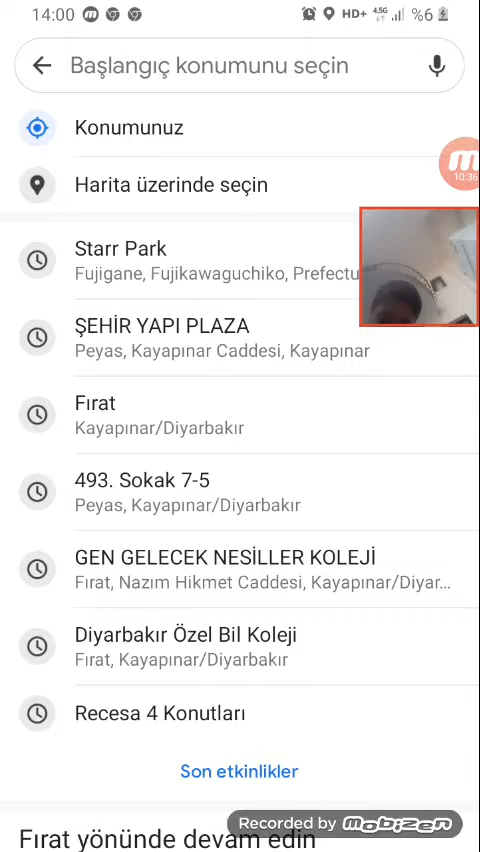 14:00
HD+ 4.5G %6
Başlangıç konumunu seçin
Konumunuz
Harita üzerinde seçin
10:36
Starr Park
Fujigane, Fujikawaguchiko, Prefectu
ŞEHİR YAPI PLAZA
Peyas, Kayapınar Caddesi, Kayapınar
Fırat
Kayapınar/Diyarbakır
493. Sokak 7-5
Peyas, Kayapınar/Diyarbakır
GEN GELECEK NESİLLER KOLEJİ
Fırat, Nazım Hikmet Caddesi, Kayapınar/Diyar...
Diyarbakır Özel Bil Koleji
Fırat, Kayapınar/Diyarbakır
Recesa 4 Konutları
Son etkinlikler
Recorded by mobizen
Fırat yönünde devam edin